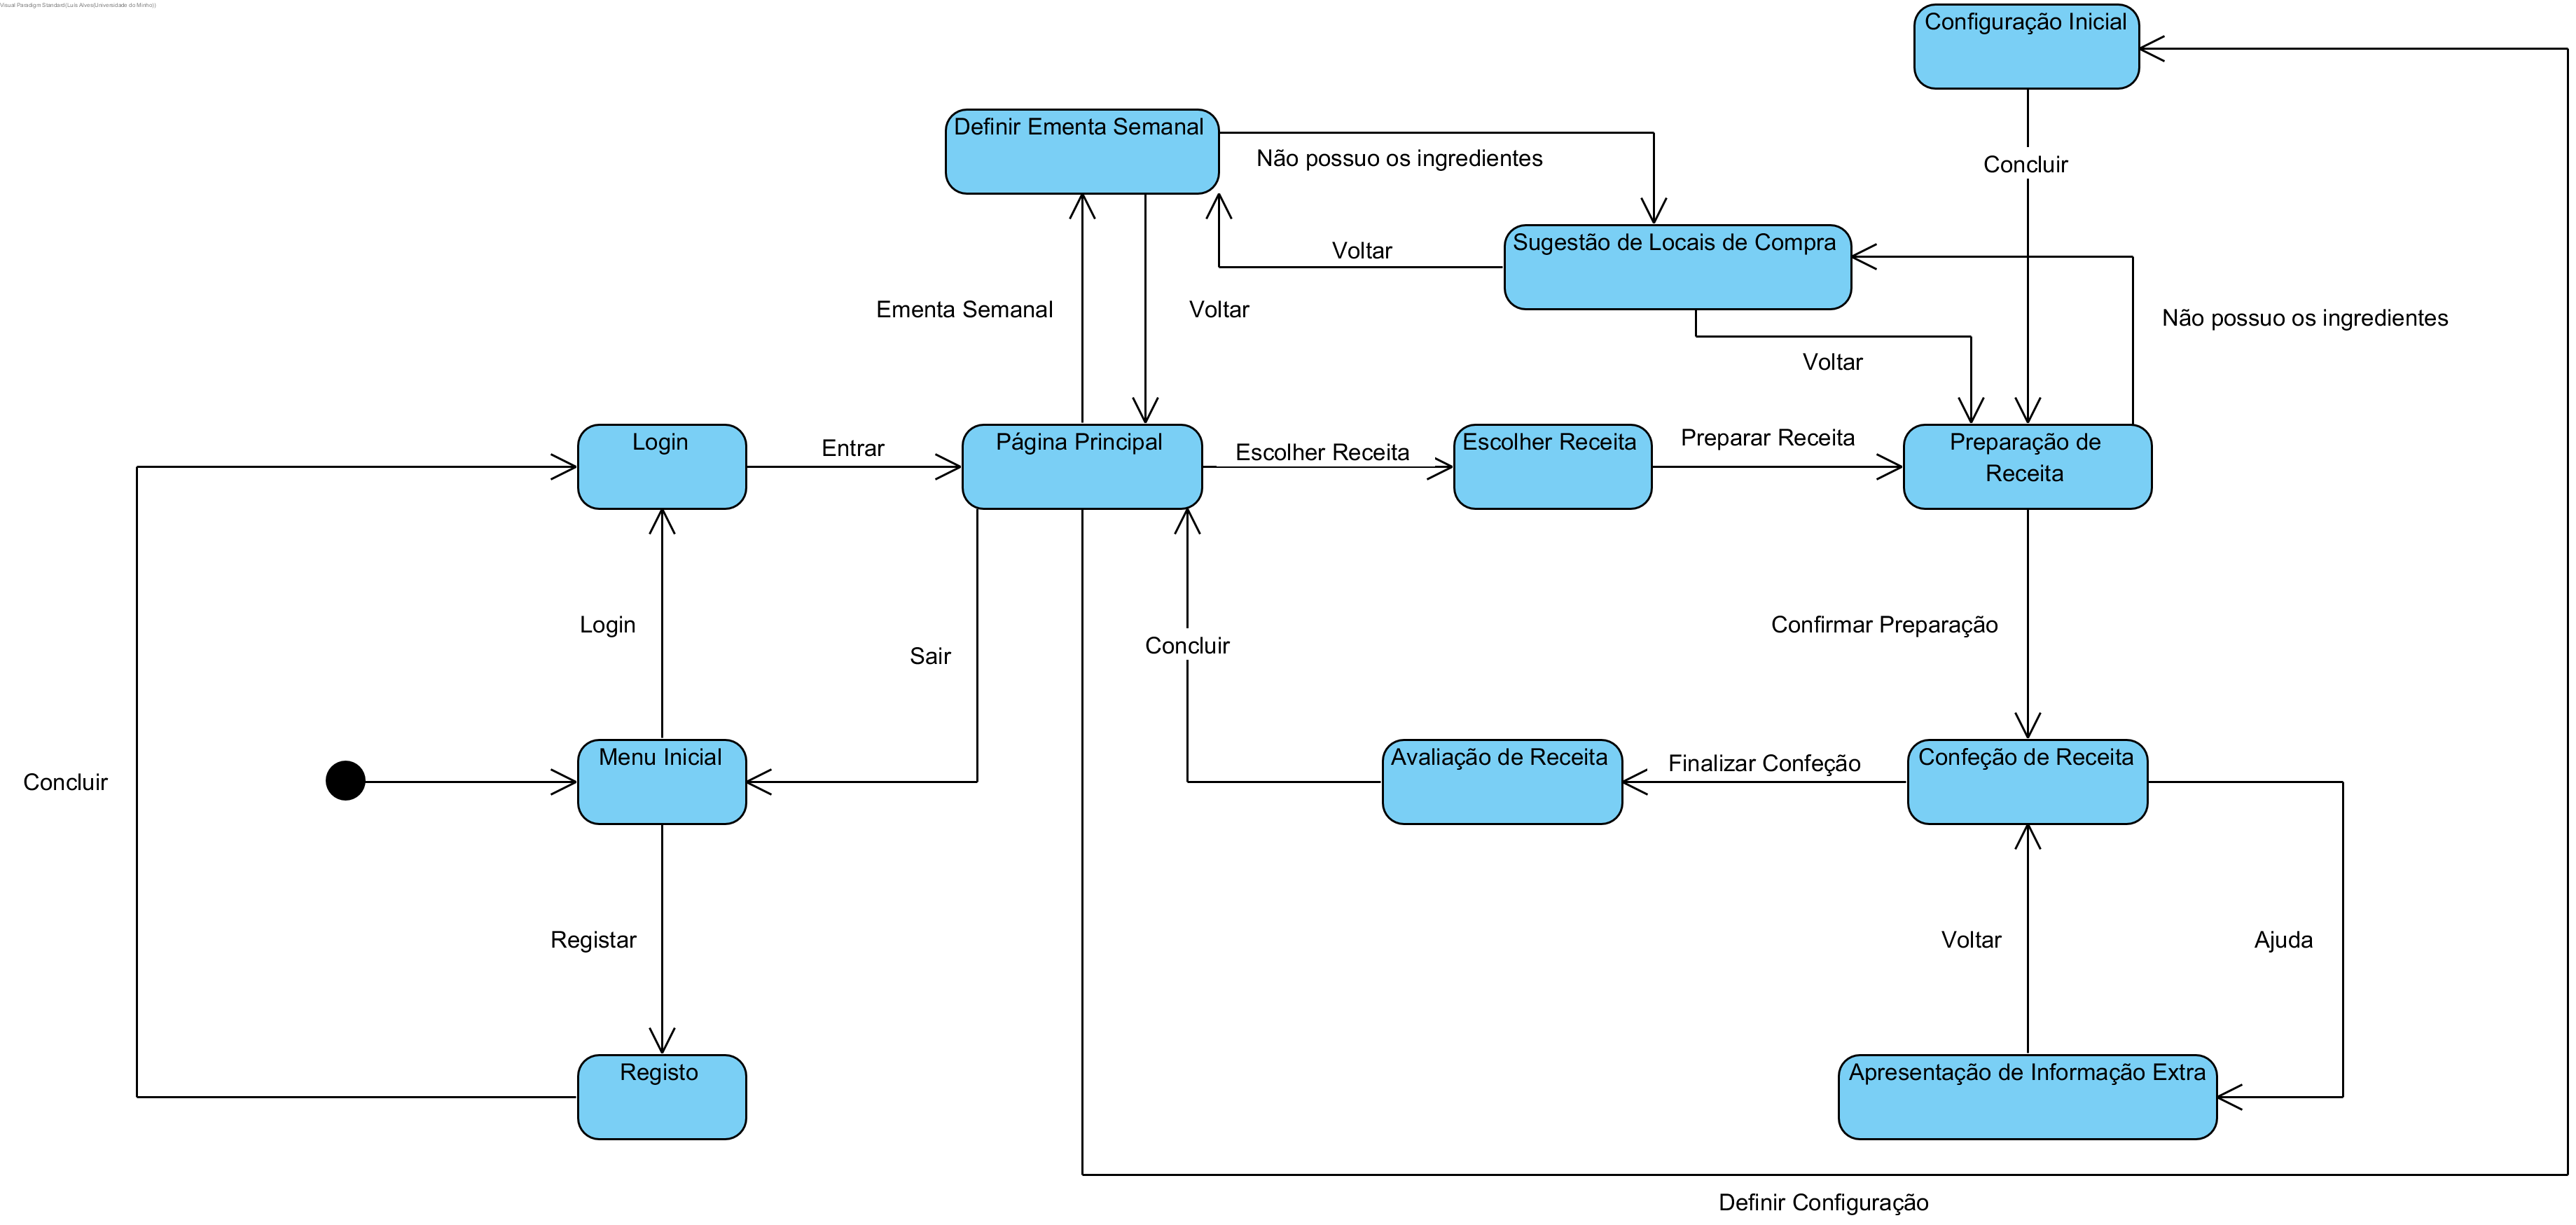 Visual Paradigm Standard(Luís Alves(Universidade do Minho))
Configuração Inicial
Definir Ementa Semanal
Não possuo os ingredientes
Concluir
Sugestão de Locais de Compra
Voltar
Ementa Semanal
Voltar
Não possuo os ingredientes
Voltar
Login
Entrar
Página Principal
Escolher Receita
Escolher Receita
Preparar Receita
Preparação de
Receita
Login
Sair
Concluir
Confirmar Preparação
Concluir
Menu Inicial
Avaliação de Receita
Finalizar Confeção
Confeção de Receita
Registar
Voltar
Ajuda
Registo
Apresentação de Informação Extra
Definir Configuração